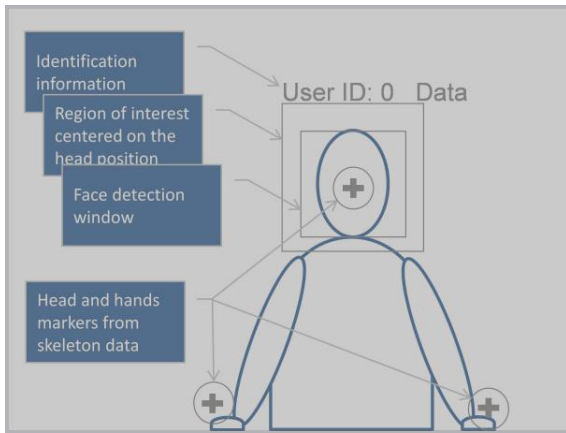 Identification
information
User ID: 0 Data
Region of interest
centered on the
head position
Face detection
window
Head and hands
markers from
skeleton data